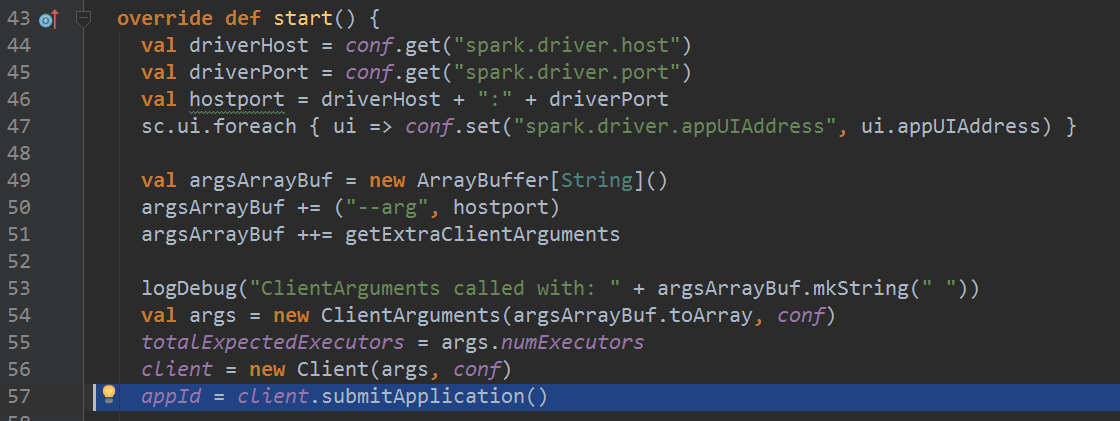 43 override def start() {
44 val driverHost = conf.get("spark.driver.host")
45 val driverPort = conf.get("spark.driver.port")
46 val hostport = driverHost + ":" + driverPort
47 sc.ui.foreach { ui => conf.set("spark.driver.appUIAddress", ui.appUIAddress) }
48
49 val argsArrayBuf = new ArrayBuffer[String]()
50 argsArrayBuf += ("--arg", hostport)
51 argsArrayBuf ++= getExtraClientArguments
52
53 logDebug("ClientArguments called with: " + argsArrayBuf.mkString(" "))
54 val args = new ClientArguments(argsArrayBuf.toArray, conf)
55 totalExpectedExecutors = args.numExecutors
56 client = new Client(args, conf)
57 appId = client.submitApplication()